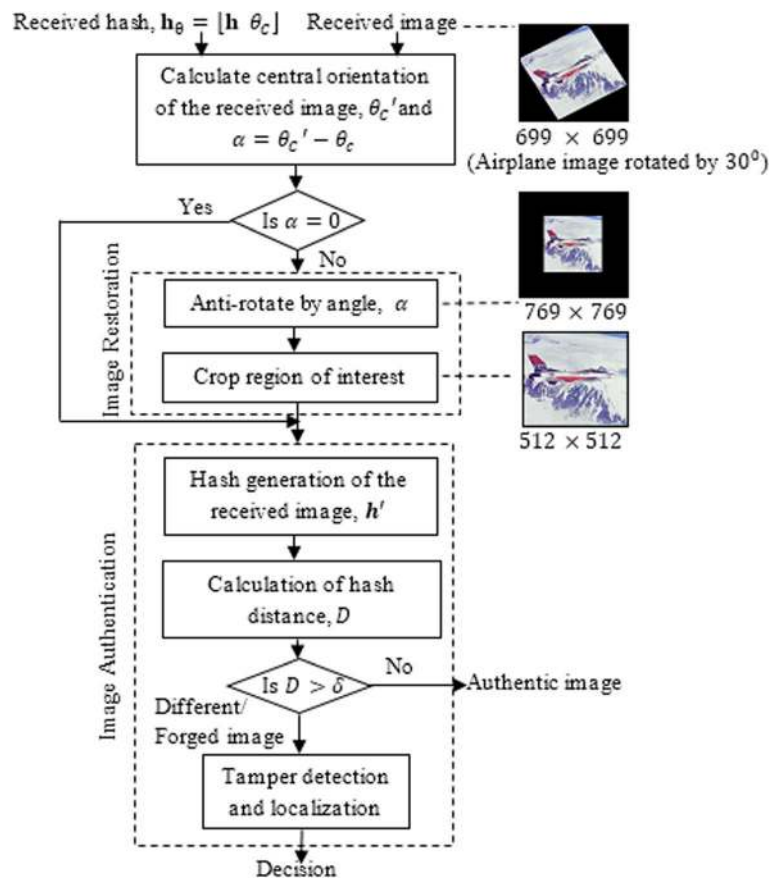 Received hash, h_θ = [h θ_c]
Received image
Calculate central orientation
of the received image, θ_c' and
α = θ_c' − θ_c
699 × 699
(Airplane image rotated by 30⁰)
Yes
Is α = 0
No
Image Restoration
Anti-rotate by angle, α
769 × 769
Crop region of interest
512 × 512
Image Authentication
Hash generation of the
received image, h'
Calculation of hash
distance, D
Is D > δ
No
Authentic image
Different/
Forged image
Tamper detection
and localization
Decision